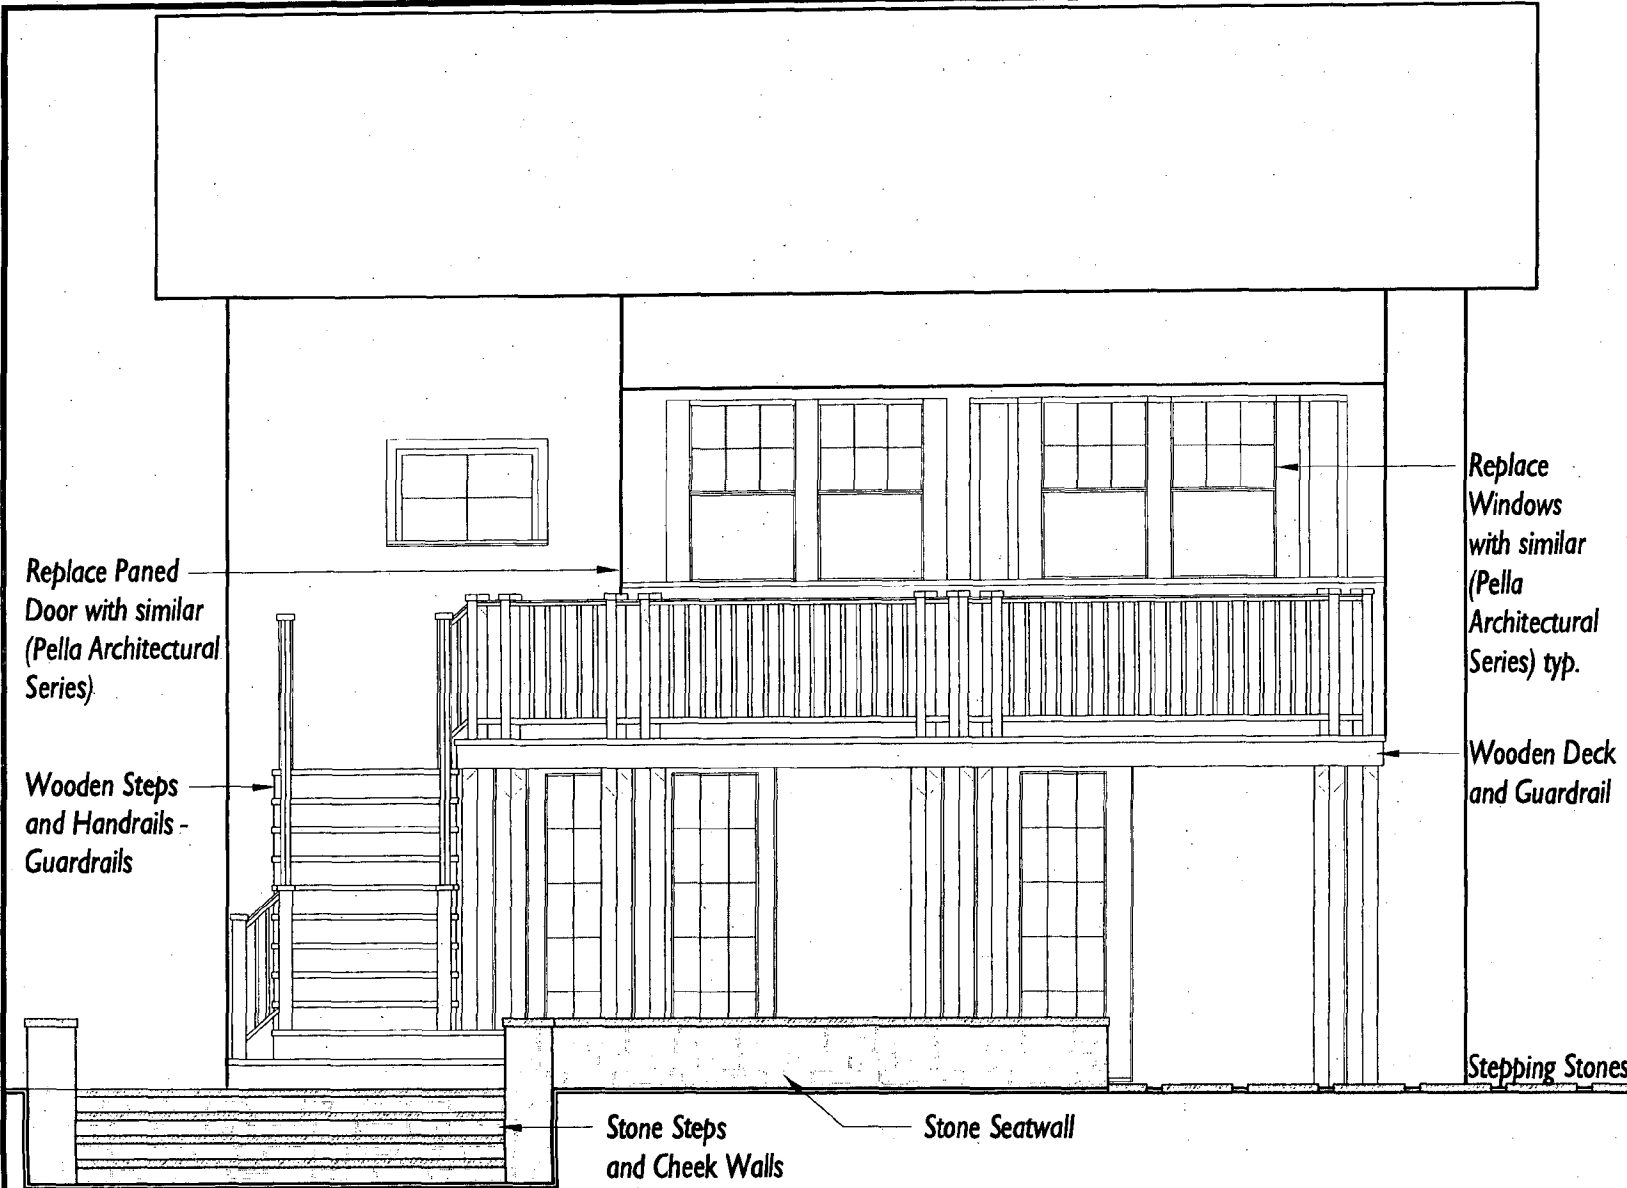 Replace Paned
Door with similar
(Pella Architectural
Series)
Wooden Steps
and Handrails -
Guardrails
Replace
Windows
with similar
(Pella
Architectural
Series) typ.
Wooden Deck
and Guardrail
Stepping Stones
Stone Steps
and Cheek Walls
Stone Seatwall